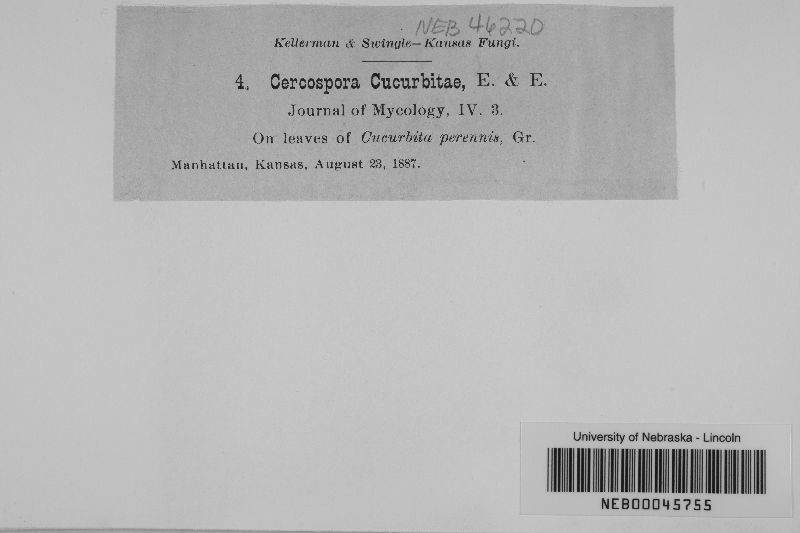 NEB 46220
Kellerman & Swingle—Kansas Fungi.
4. Cercospora Cucurbitae, E. & E.
Journal of Mycology, IV. 3.
On leaves of Cucurbita perennis, Gr.
Manhattan, Kansas, August 23, 1887.
University of Nebraska - Lincoln
NEB00045755